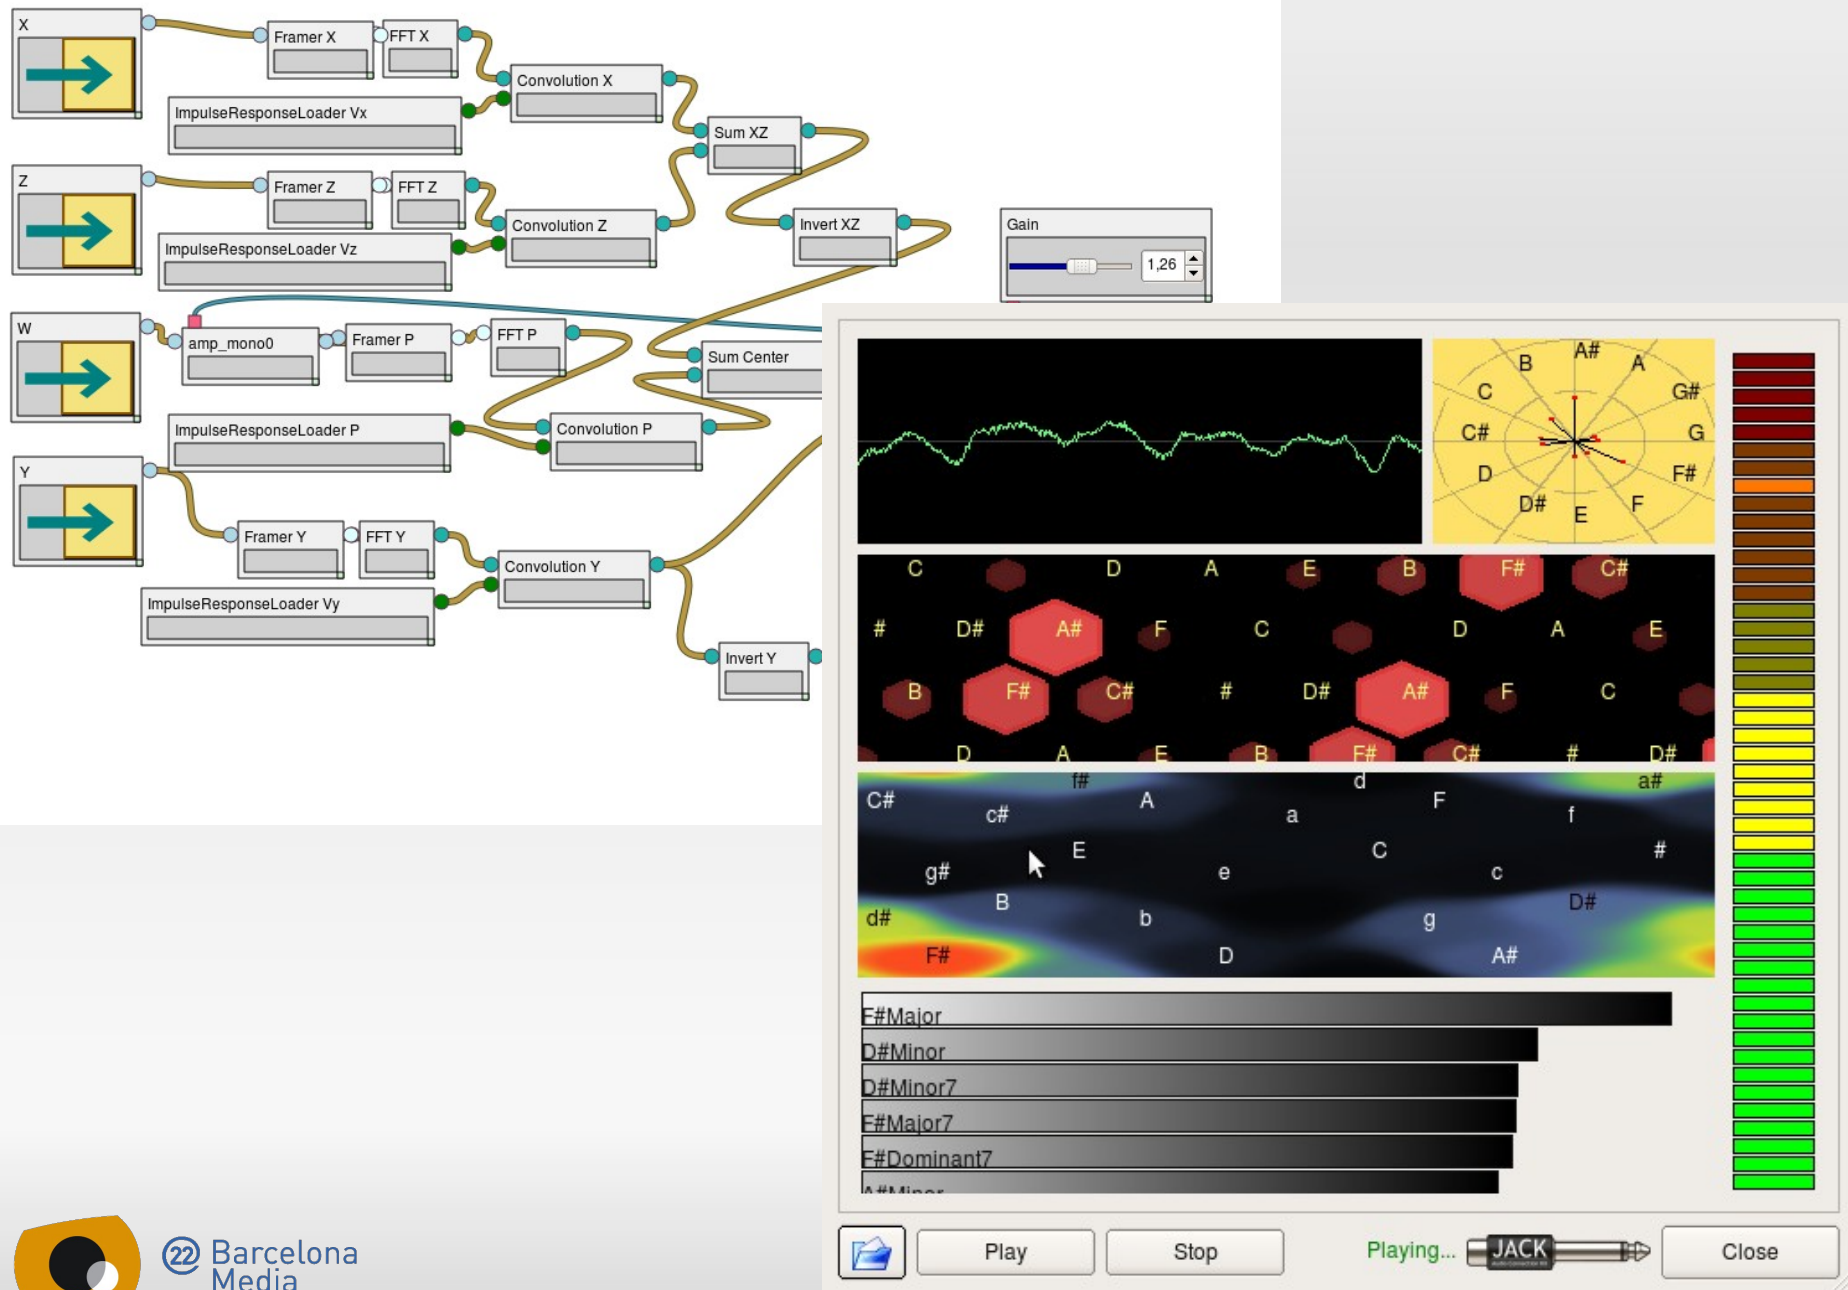 X
Framer X
FFT X
Convolution X
ImpulseResponseLoader Vx
Sum XZ
Z
Framer Z
FFT Z
Convolution Z
ImpulseResponseLoader Vz
Invert XZ
Gain
1,26
W
amp_mono0
Framer P
FFT P
Sum Center
ImpulseResponseLoader P
Convolution P
Y
Framer Y
FFT Y
Convolution Y
ImpulseResponseLoader Vy
Invert Y
A#
B
A
C
G#
C#
G
D
F#
D#
E
F
C D A E B F# C#
# D# A# F C D A E
B F# C# # D# A# F C
D A E B F# C# # D#
f# d a#
C# A F
c# a f
E C #
g# e c
B D#
d# b g
F# D A#
F#Major
D#Minor
D#Minor7
F#Major7
F#Dominant7
A#Minor
Play
Stop
Playing...
JACK
Close
22 Barcelona
Media